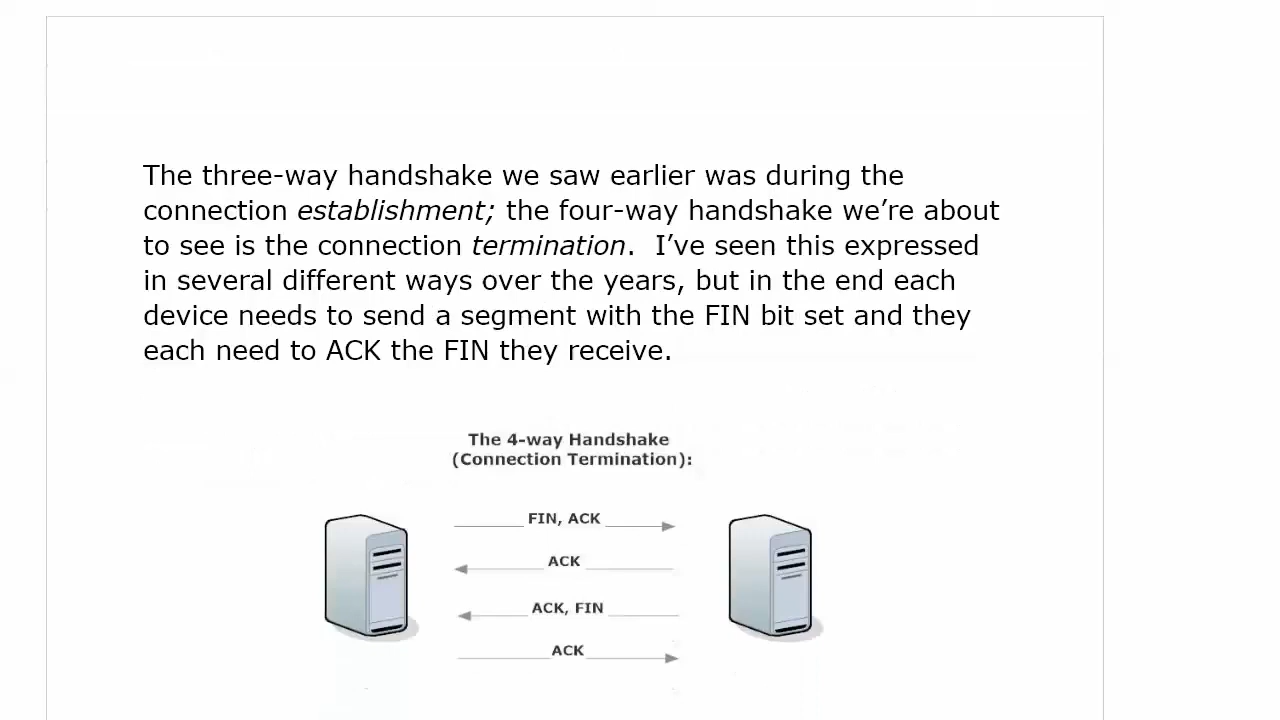 The three-way handshake we saw earlier was during the
connection establishment; the four-way handshake we’re about
to see is the connection termination.  I’ve seen this expressed
in several different ways over the years, but in the end each
device needs to send a segment with the FIN bit set and they
each need to ACK the FIN they receive.
The 4-way Handshake
(Connection Termination):
FIN, ACK
ACK
ACK, FIN
ACK